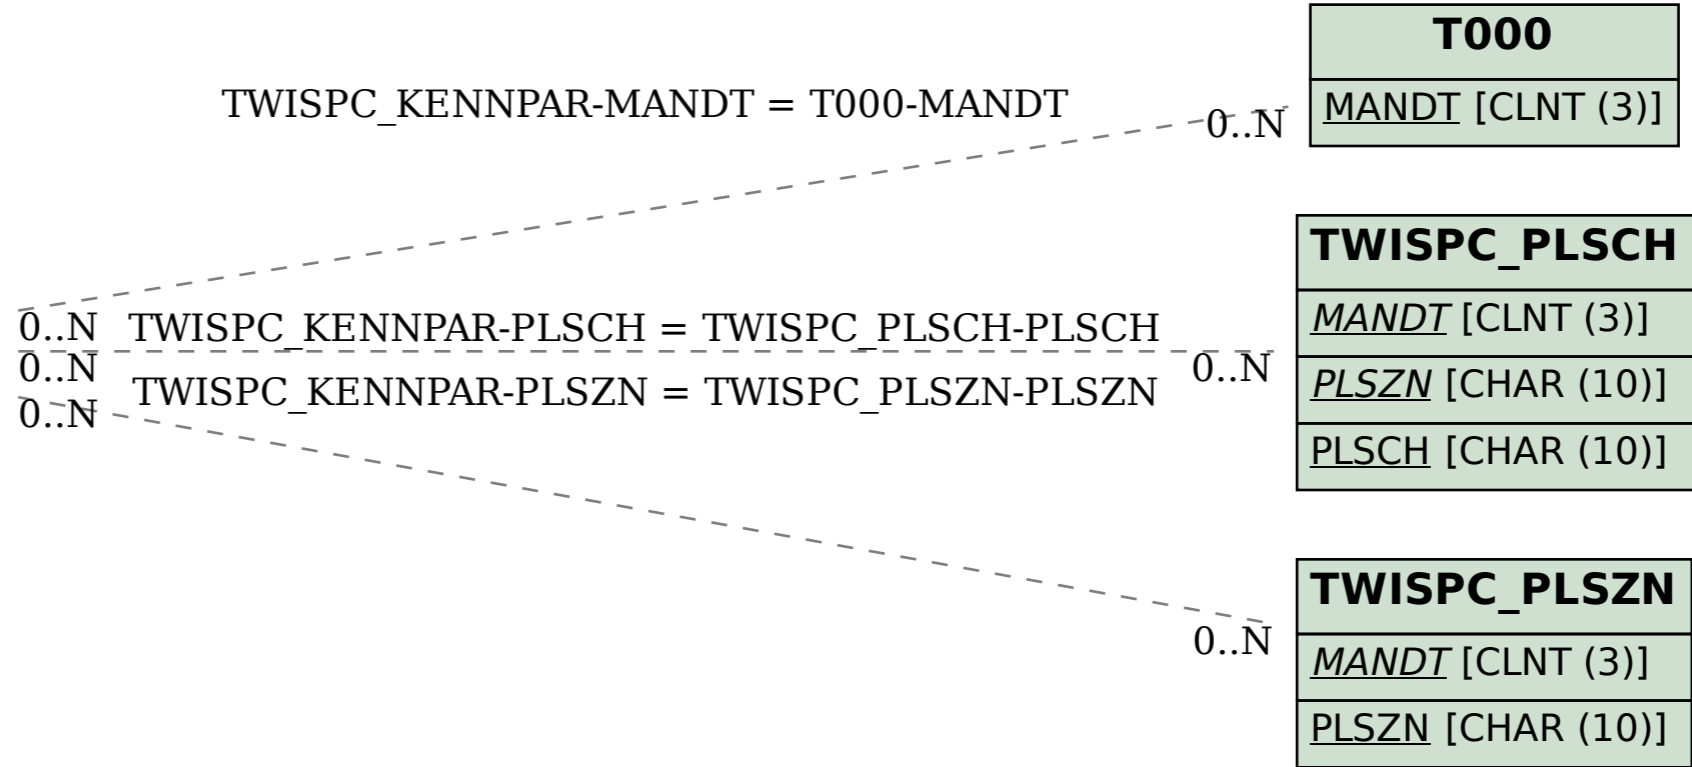 T000
MANDT [CLNT (3)]
TWISPC_KENNPAR-MANDT = T000-MANDT
0..N
TWISPC_PLSCH
MANDT [CLNT (3)]
PLSZN [CHAR (10)]
PLSCH [CHAR (10)]
0..N
TWISPC_KENNPAR-PLSCH = TWISPC_PLSCH-PLSCH
0..N
0..N
TWISPC_KENNPAR-PLSZN = TWISPC_PLSZN-PLSZN
0..N
0..N
TWISPC_PLSZN
MANDT [CLNT (3)]
PLSZN [CHAR (10)]